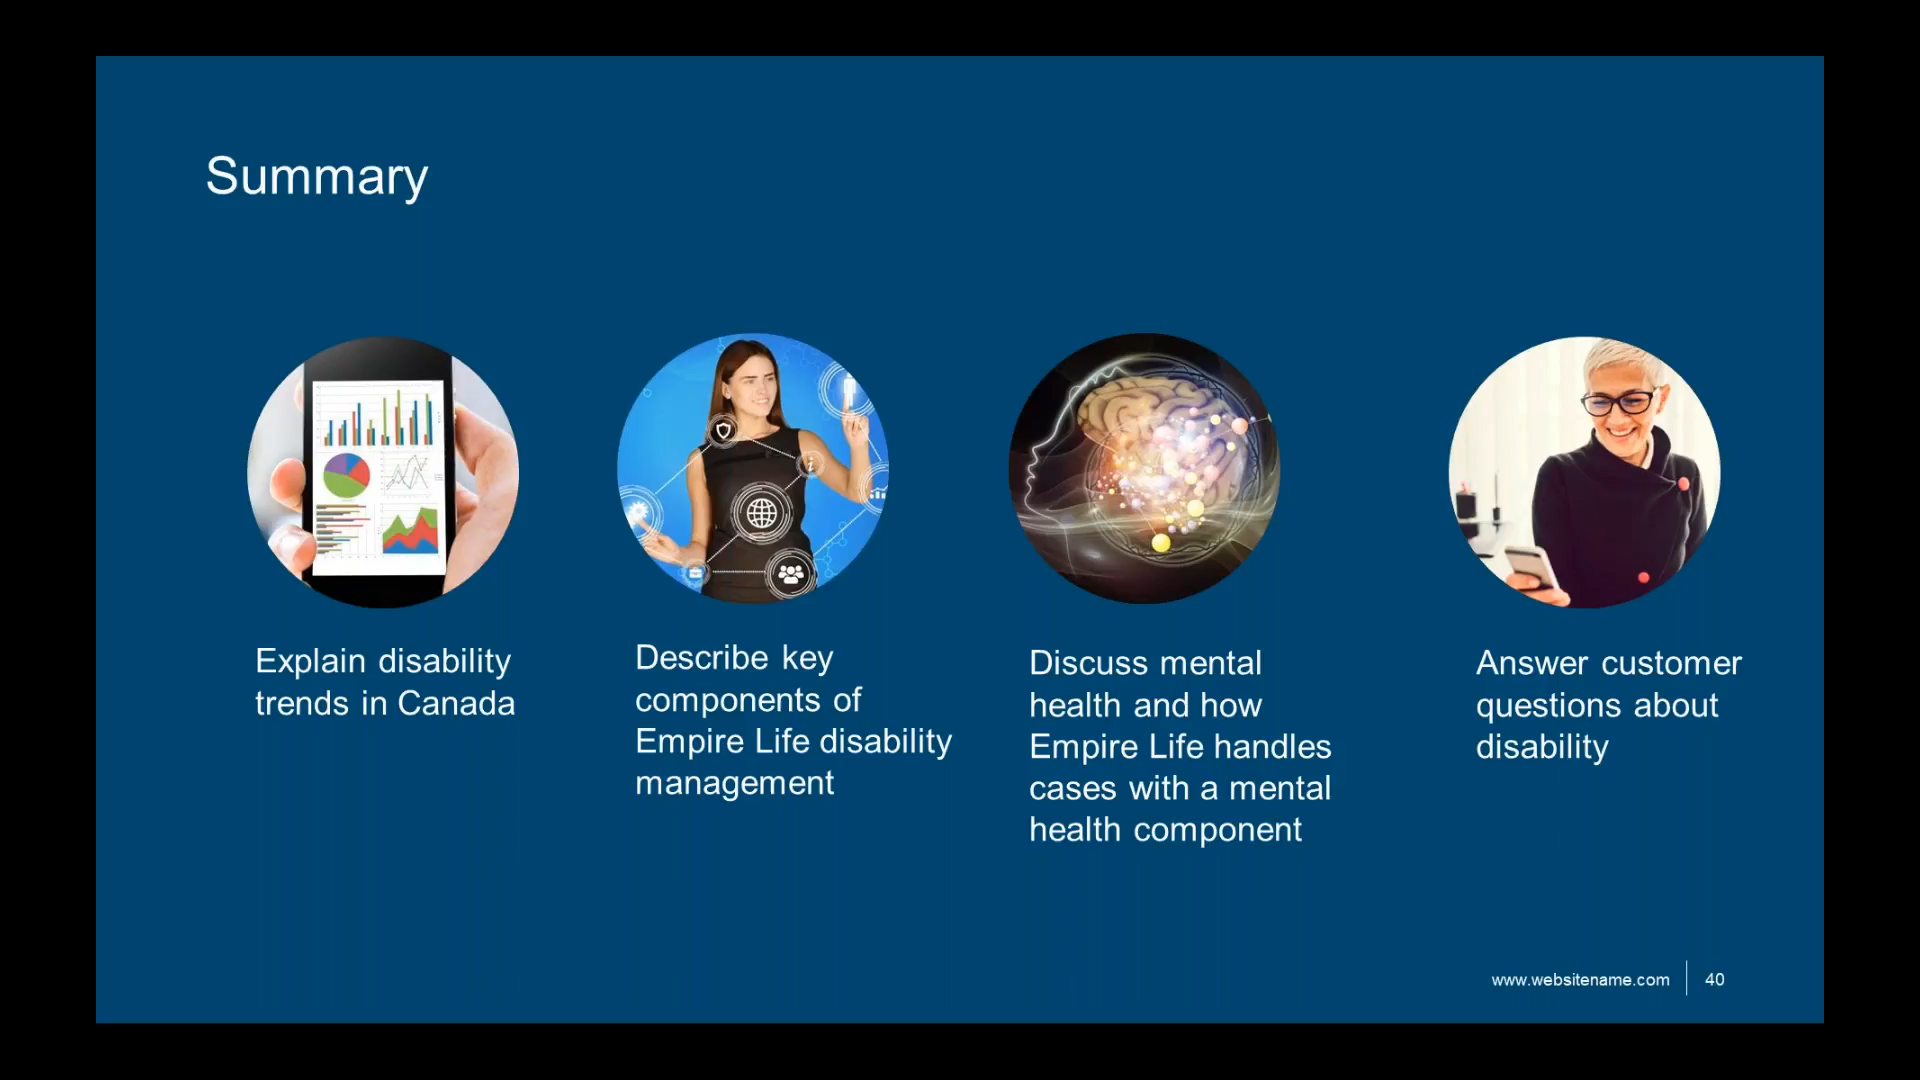 Summary
Explain disability
trends in Canada
Describe key
components of
Empire Life disability
management
Discuss mental
health and how
Empire Life handles
cases with a mental
health component
Answer customer
questions about
disability
www.websitename.com
40